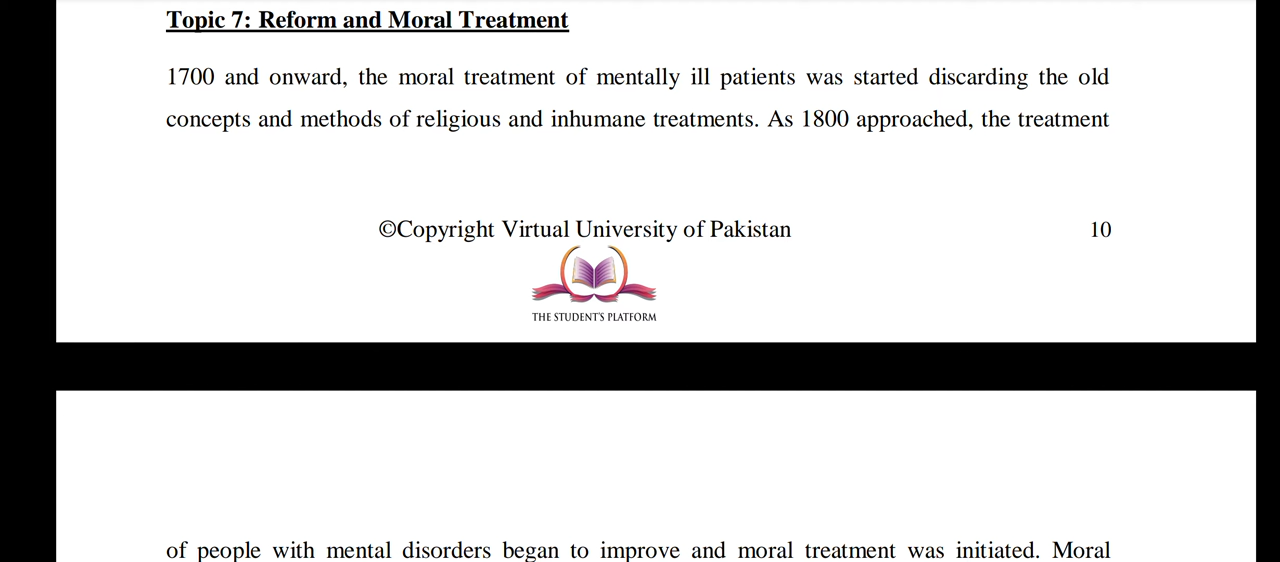 Topic 7: Reform and Moral Treatment
1700 and onward, the moral treatment of mentally ill patients was started discarding the old
concepts and methods of religious and inhumane treatments. As 1800 approached, the treatment
©Copyright Virtual University of Pakistan 10
THE STUDENT'S PLATFORM
of people with mental disorders began to improve and moral treatment was initiated. Moral